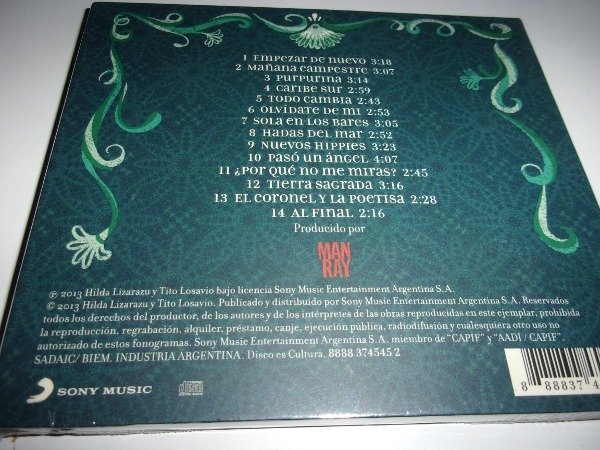 1 Empezar de nuevo 3:18
2 Mañana campestre 3:07
3 Purpurina 3:14
4 Caribe sur 2:59
5 Todo cambia 2:43
6 Olvidate de mi 2:53
7 Sola en los bares 3:05
8 Hadas del mar 2:52
9 Nuevos hippies 3:23
10 Pasó un ángel 4:07
11 ¿Por qué no me miras? 2:45
12 Tierra sagrada 3:16
13 El coronel y la poetisa 2:28
14 Al final 2:16
Producido por
MAN
RAY
℗ 2013 Hilda Lizarazu y Tito Losavio bajo licencia Sony Music Entertainment Argentina S.A.
© 2013 Hilda Lizarazu y Tito Losavio. Publicado y distribuido por Sony Music Entertainment Argentina S.A. Reservados
todos los derechos del productor, de los autores y de los intérpretes de las obras reproducidas en este ejemplar, prohibida
la reproducción, regrabación, alquiler, préstamo, canje, ejecución pública, radiodifusión y cualesquiera otro uso no
autorizado de estos fonogramas. Sony Music Entertainment Argentina S.A. miembro de "CAPIF" y "AADI / CAPIF".
SADAIC/ BIEM. INDUSTRIA ARGENTINA. Disco es Cultura. 8888 374545 2
SONY MUSIC
COMPACT
disc
DIGITAL AUDIO
8 88837 4